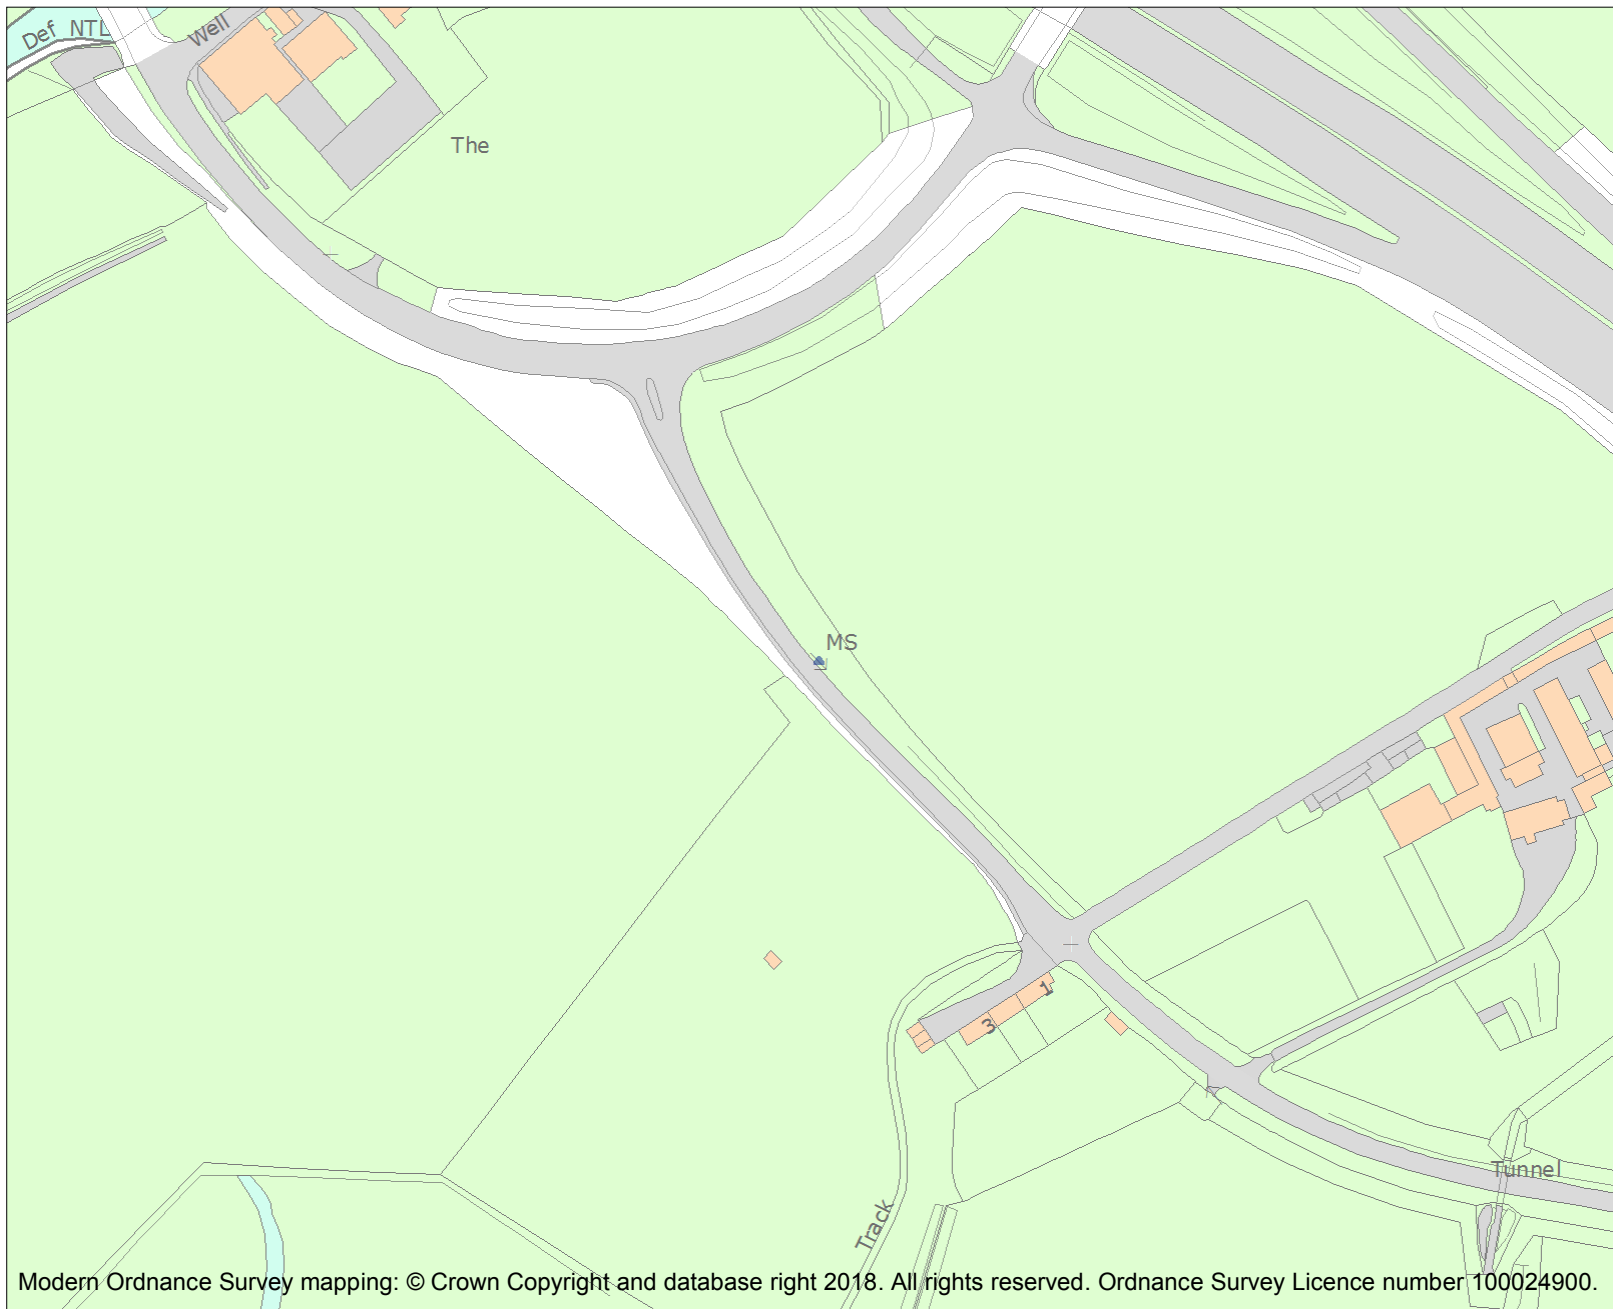 Def
NTL
Well
The
MS
1
3
Track
Tunnel
Modern Ordnance Survey mapping: © Crown Copyright and database right 2018. All rights reserved. Ordnance Survey Licence number 100024900.